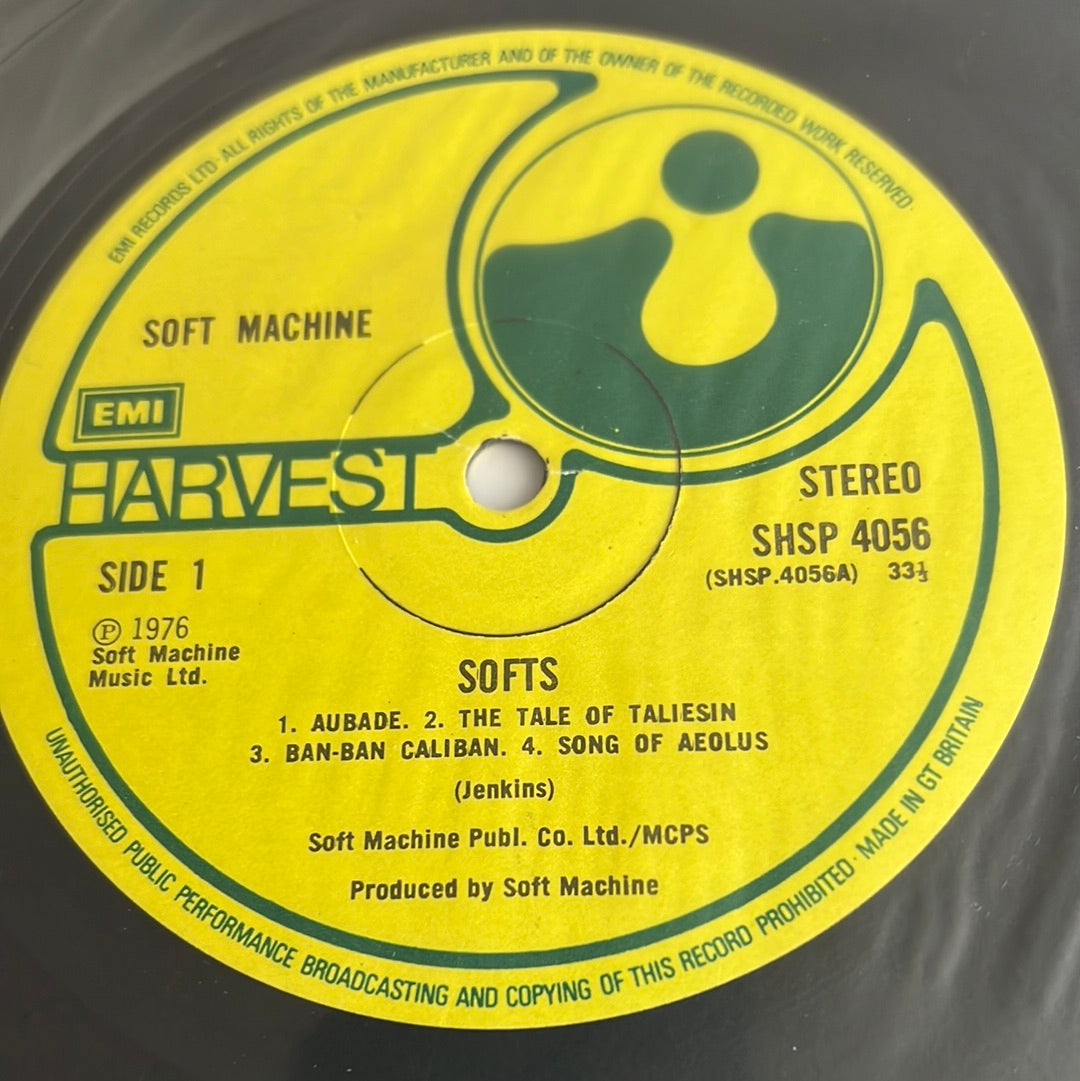 EMI RECORDS LTD · ALL RIGHTS OF THE MANUFACTURER AND OF THE OWNER OF THE RECORDED WORK RESERVED ·
SOFT MACHINE
EMI
HARVEST
STEREO
SHSP 4056
(SHSP.4056A) 33⅓
SIDE 1
Ⓟ 1976
Soft Machine
Music Ltd.
SOFTS
1. AUBADE. 2. THE TALE OF TALIESIN
3. BAN-BAN CALIBAN. 4. SONG OF AEOLUS
(Jenkins)
Soft Machine Publ. Co. Ltd./MCPS
Produced by Soft Machine
UNAUTHORISED PUBLIC PERFORMANCE BROADCASTING AND COPYING OF THIS RECORD PROHIBITED · MADE IN GT BRITAIN